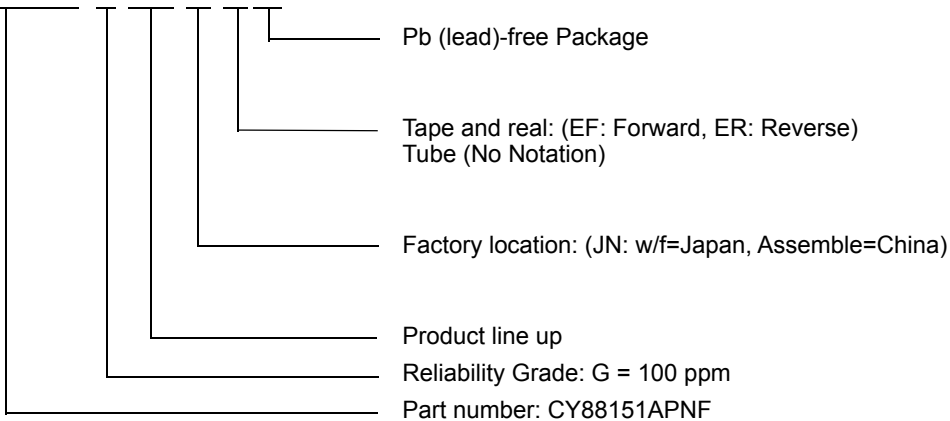 Pb (lead)-free Package
Tape and real: (EF: Forward, ER: Reverse)
Tube (No Notation)
Factory location: (JN: w/f=Japan, Assemble=China)
Product line up
Reliability Grade: G = 100 ppm
Part number: CY88151APNF